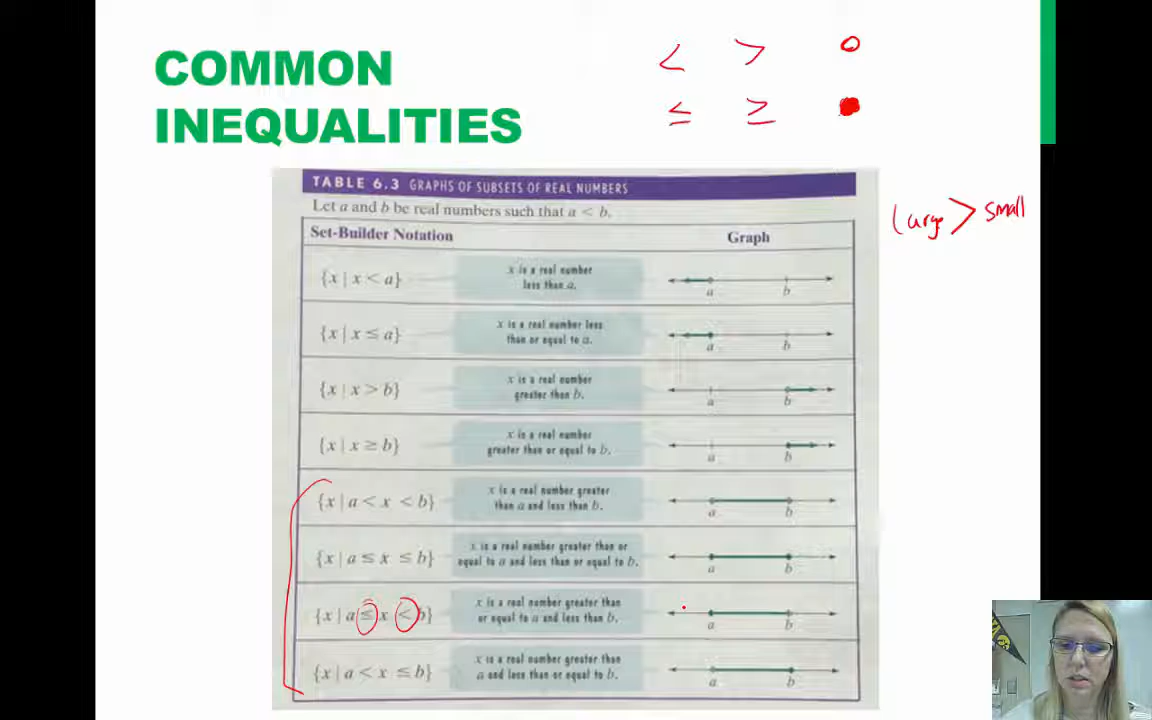 COMMON
INEQUALITIES
< >
≤ ≥
large > small
TABLE 6.3 GRAPHS OF SUBSETS OF REAL NUMBERS
Let a and b be real numbers such that a < b.
Set-Builder Notation Graph
{x | x < a} x is a real number
less than a.
a b
{x | x ≤ a} x is a real number less
than or equal to a.
a b
{x | x > b} x is a real number
greater than b.
a b
{x | x ≥ b} x is a real number
greater than or equal to b.
a b
{x | a < x < b} x is a real number greater
than a and less than b.
a b
{x | a ≤ x ≤ b} x is a real number greater than or
equal to a and less than or equal to b.
a b
{x | a ≤ x < b} x is a real number greater than
or equal to a and less than b.
a b
{x | a < x ≤ b} x is a real number greater than
a and less than or equal to b.
a b